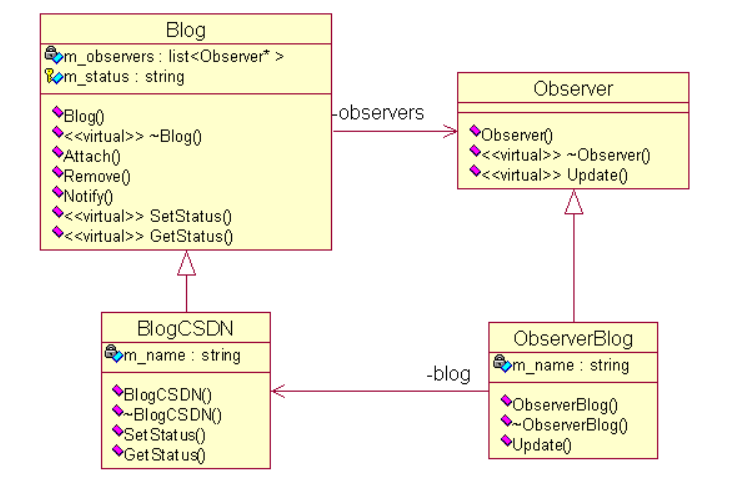 Blog
m_observers : list<Observer* >
m_status : string
Blog()
<<virtual>> ~Blog()
Attach()
Remove()
Notify()
<<virtual>> SetStatus()
<<virtual>> GetStatus()
-observers
Observer
Observer()
<<virtual>> ~Observer()
<<virtual>> Update()
BlogCSDN
m_name : string
BlogCSDN()
~BlogCSDN()
SetStatus()
GetStatus()
-blog
ObserverBlog
m_name : string
ObserverBlog()
~ObserverBlog()
Update()